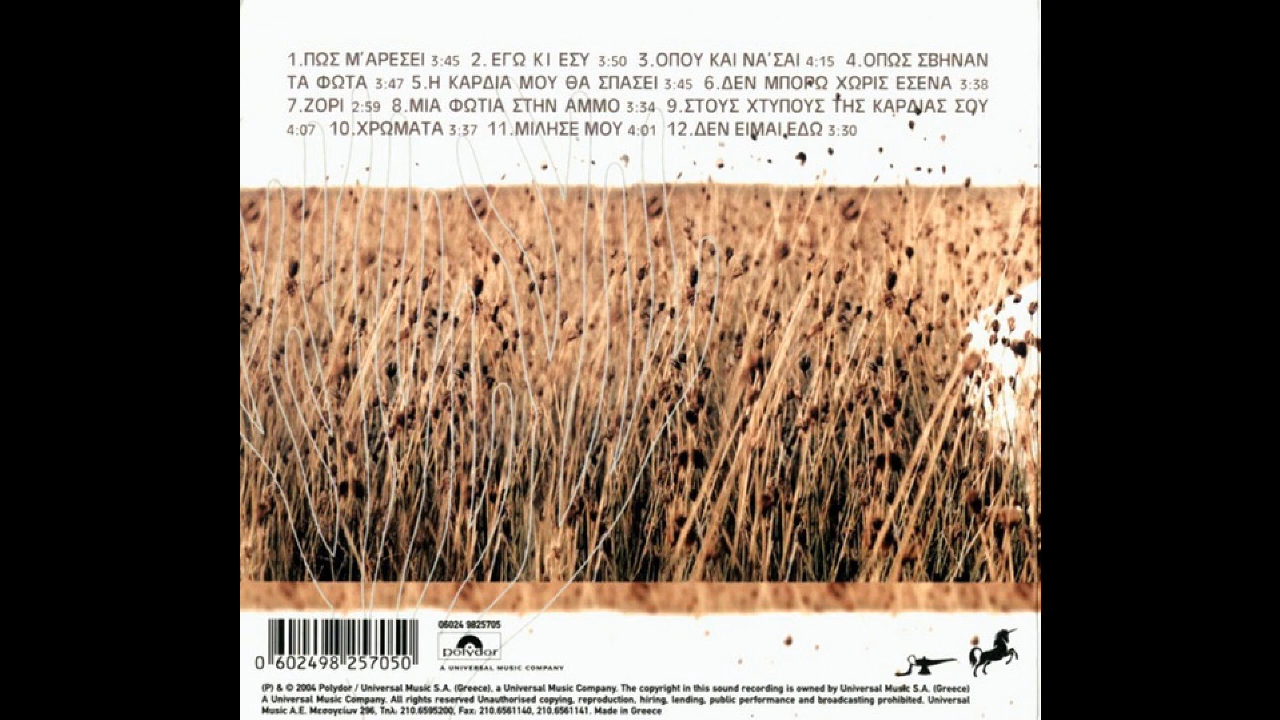 1.ΠΩΣ Μ'ΑΡΕΣΕΙ 3:45 2. ΕΓΩ ΚΙ ΕΣΥ 3:50 3.ΟΠΟΥ ΚΑΙ ΝΑ'ΣΑΙ 4:15 4.ΟΠΩΣ ΣΒΗΝΑΝ
ΤΑ ΦΩΤΑ 3:47 5.Η ΚΑΡΔΙΑ ΜΟΥ ΘΑ ΣΠΑΣΕΙ 3:45 6.ΔΕΝ ΜΠΟΡΩ ΧΩΡΙΣ ΕΣΕΝΑ 3:38
7.ΖΟΡΙ 2:59 8.ΜΙΑ ΦΩΤΙΑ ΣΤΗΝ ΑΜΜΟ 3:34 9.ΣΤΟΥΣ ΧΤΥΠΟΥΣ ΤΗΣ ΚΑΡΔΙΑΣ ΣΟΥ
4:07 10.ΧΡΩΜΑΤΑ 3:37 11.ΜΙΛΗΣΕ ΜΟΥ 4:01 12.ΔΕΝ ΕΙΜΑΙ ΕΔΩ 3:30
06024 9825705
polydor
A UNIVERSAL MUSIC COMPANY
0 602498 257050
(P) & © 2004 Polydor / Universal Music S.A. (Greece), a Universal Music Company. The copyright in this sound recording is owned by Universal Music S.A. (Greece)
A Universal Music Company. All rights reserved Unauthorised copying, reproduction, hiring, lending, public performance and broadcasting prohibited. Universal
Music A.E. Μεσογείων 296, Τηλ. 210.6595200, Fax: 210.6561140, 210.6561141. Made in Greece